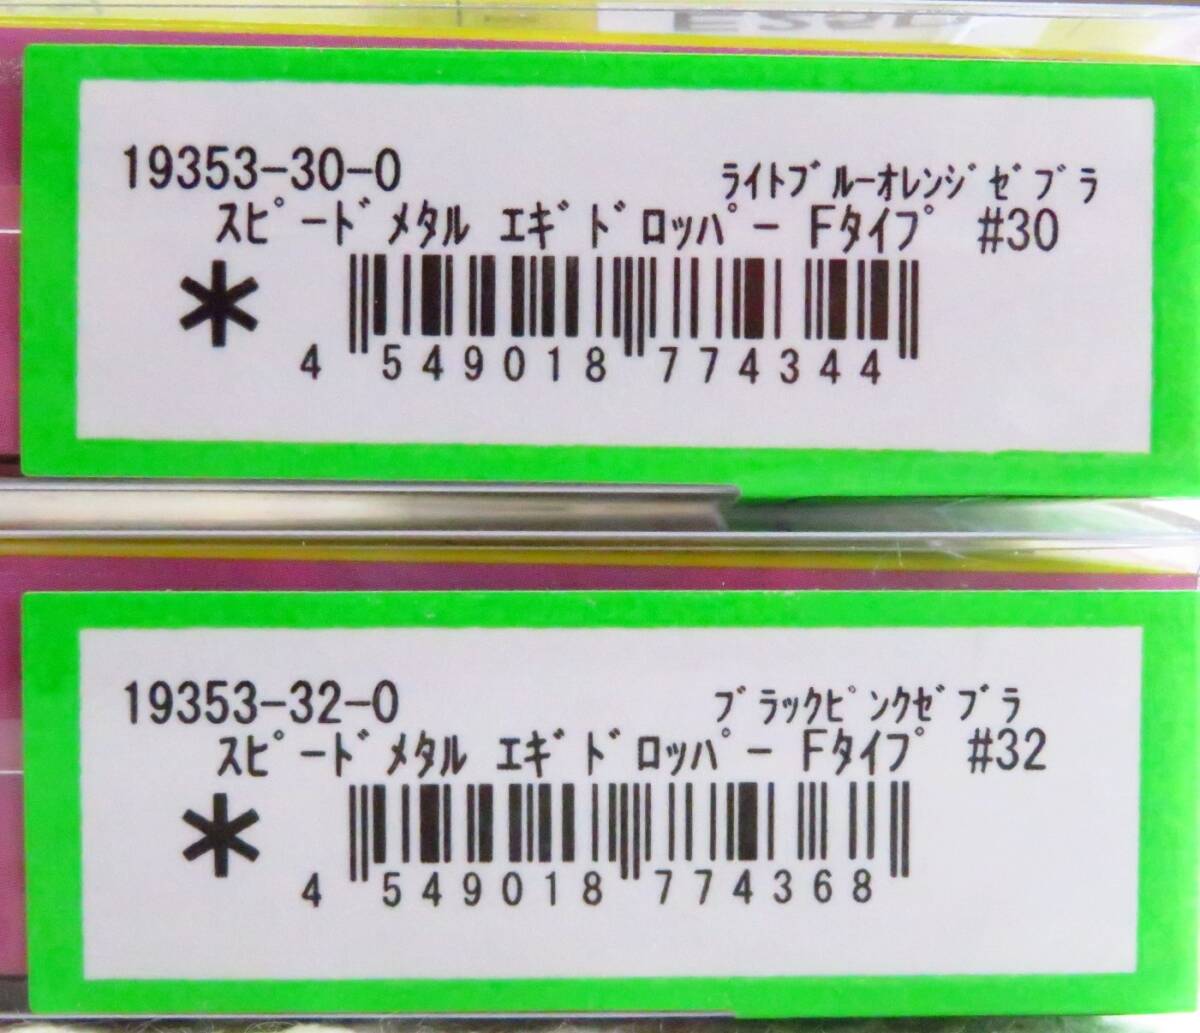 19353-30-0
ﾗｲﾄﾌﾞﾙｰｵﾚﾝｼﾞｾﾞﾌﾞﾗ
ｽﾋﾟｰﾄﾞﾒﾀﾙ ｴｷﾞﾄﾞﾛｯﾊﾟｰ Fﾀｲﾌﾟ #30
*
4 549018 774344
19353-32-0
ﾌﾞﾗｯｸﾋﾟﾝｸｾﾞﾌﾞﾗ
ｽﾋﾟｰﾄﾞﾒﾀﾙ ｴｷﾞﾄﾞﾛｯﾊﾟｰ Fﾀｲﾌﾟ #32
*
4 549018 774368